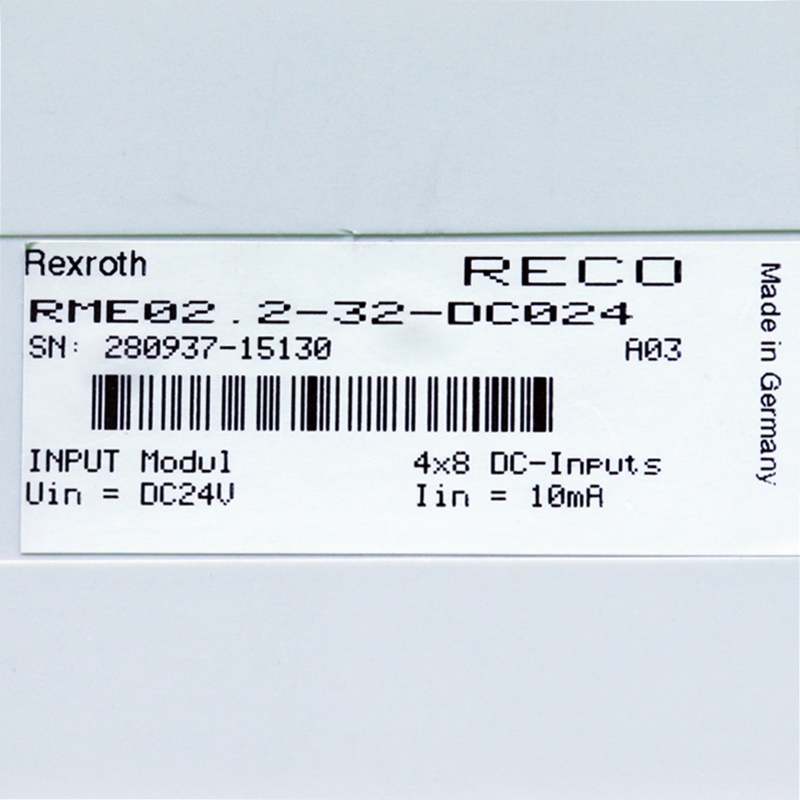 Rexroth RECO
RME02.2-32-DC024
SN: 280937-15130 A03
INPUT Modul 4x8 DC-Inputs
Uin = DC24V Iin = 10mA
Made in Germany